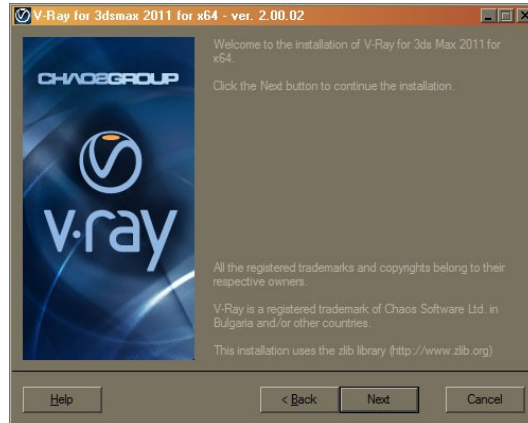 V-Ray for 3dsmax 2011 for x64 - ver. 2.00.02
CHAOSGROUP
v·ray
Welcome to the installation of V-Ray for 3ds Max 2011 for
x64.
Click the Next button to continue the installation.
All the registered trademarks and copyrights belong to their
respective owners.
V-Ray is a registered trademark of Chaos Software Ltd. in
Bulgaria and/or other countries.
This installation uses the zlib library (http://www.zlib.org)
Help
< Back
Next
Cancel